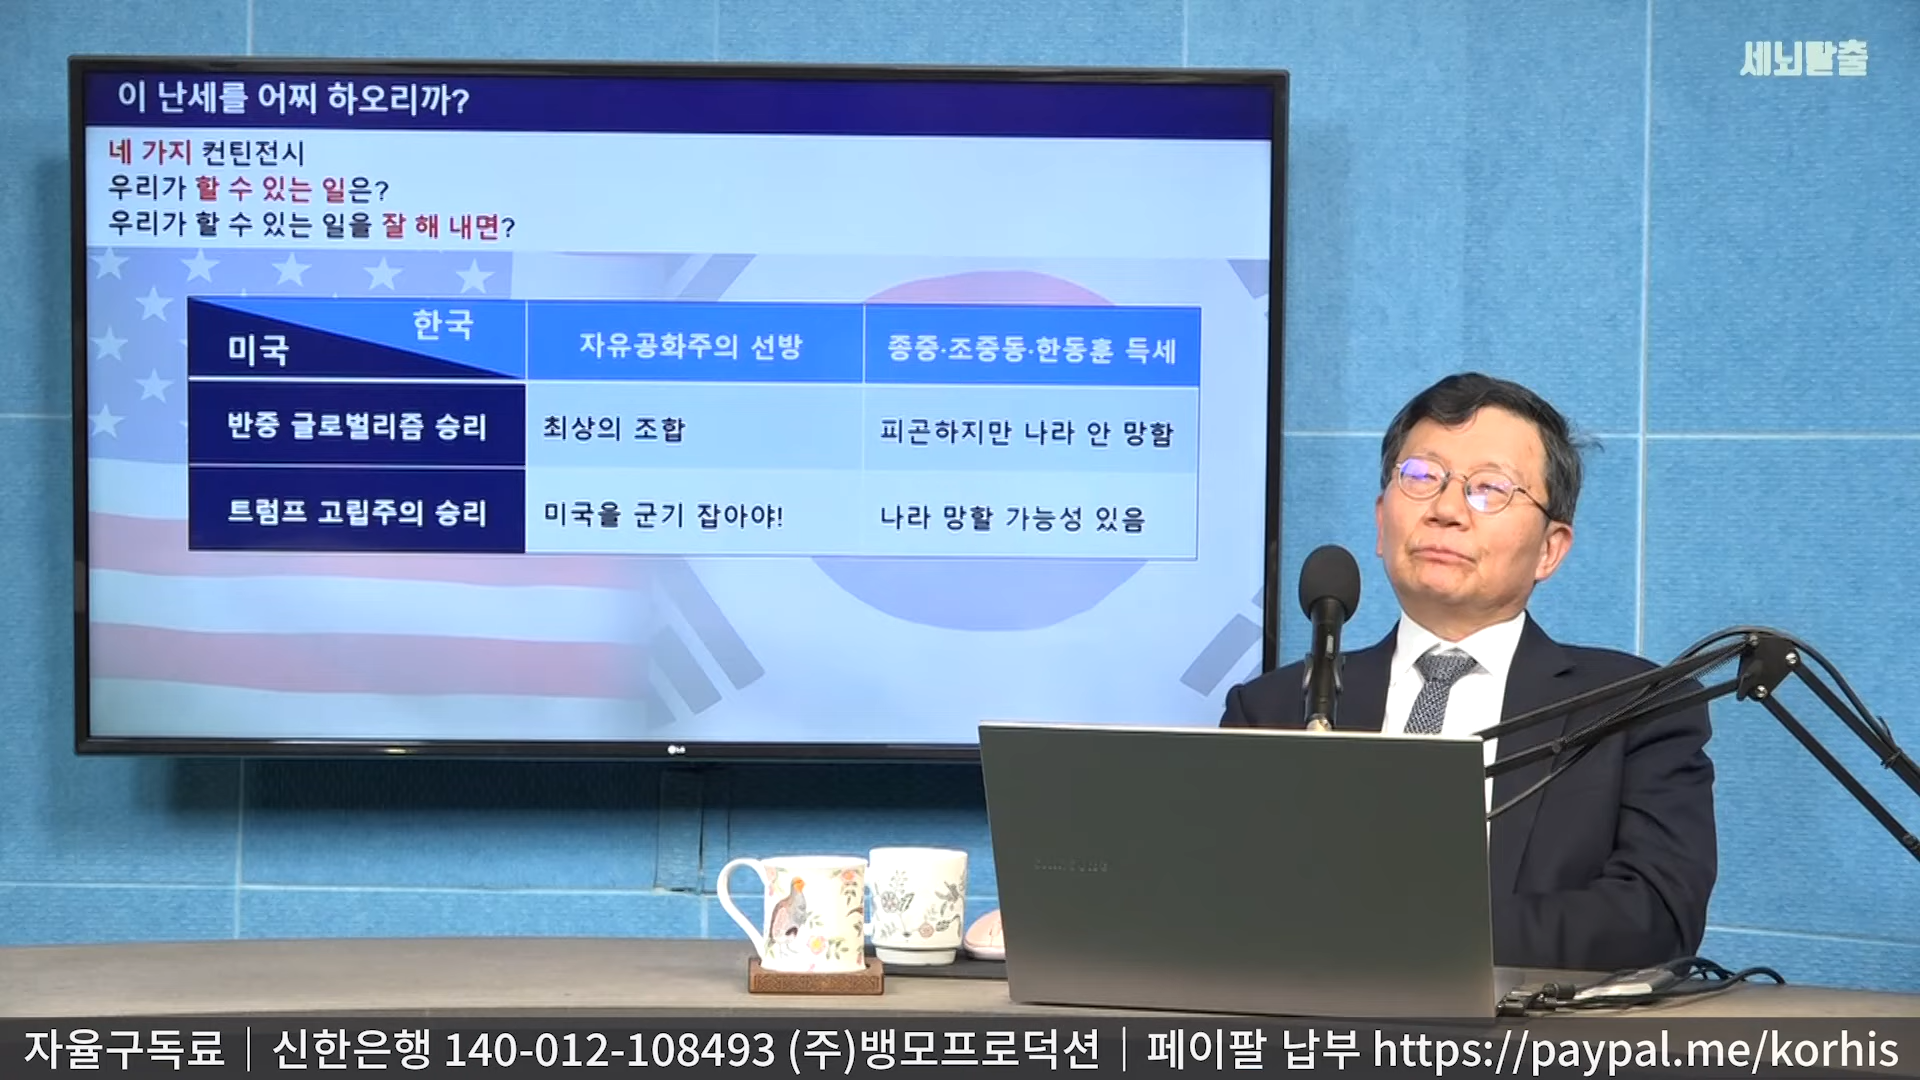 세뇌탈출
이 난세를 어찌 하오리까?
네 가지 컨틴전시
우리가 할 수 있는 일은?
우리가 할 수 있는 일을 잘 해 내면?
한국
미국
자유공화주의 선방
종중·조중동·한동훈 득세
반중 글로벌리즘 승리
최상의 조합
피곤하지만 나라 안 망함
트럼프 고립주의 승리
미국을 군기 잡아야!
나라 망할 가능성 있음
LG
SAMSUNG
자율구독료｜신한은행 140-012-108493 (주)뱅모프로덕션｜페이팔 납부 https://paypal.me/korhis